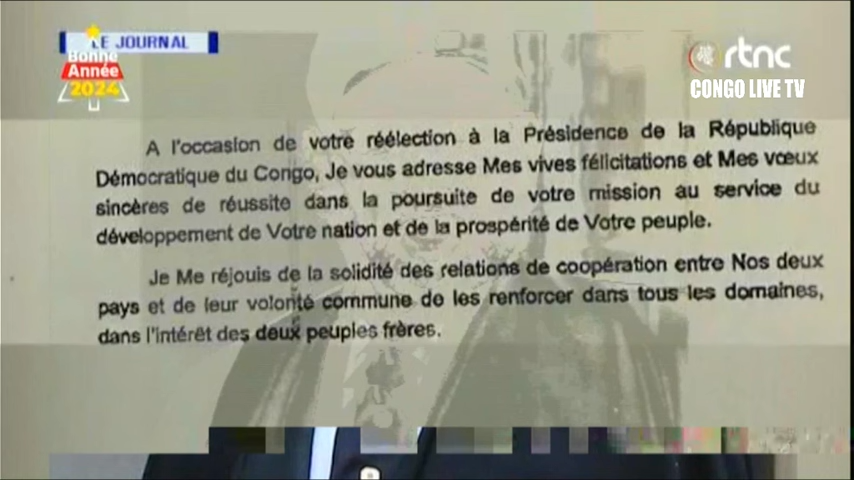 LE JOURNAL
Bonne
Année
2024
rtnc
CONGO LIVE TV
A l'occasion de votre réélection à la Présidence de la République
Démocratique du Congo, Je vous adresse Mes vives félicitations et Mes vœux
sincères de réussite dans la poursuite de votre mission au service du
développement de Votre nation et de la prospérité de Votre peuple.
Je Me réjouis de la solidité des relations de coopération entre Nos deux
pays et de leur volonté commune de les renforcer dans tous les domaines,
dans l'intérêt des deux peuples frères.